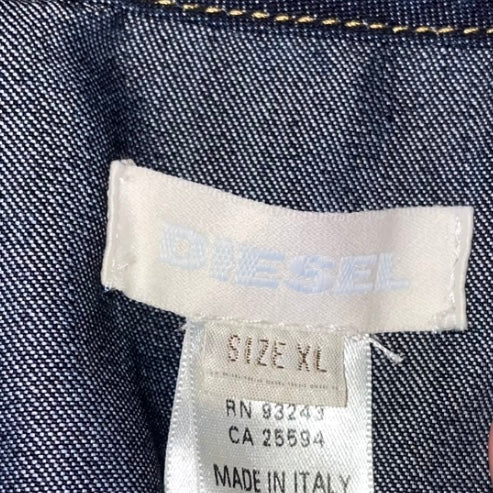 DIESEL
SIZE XL
RN 93243
CA 25594
MADE IN ITALY